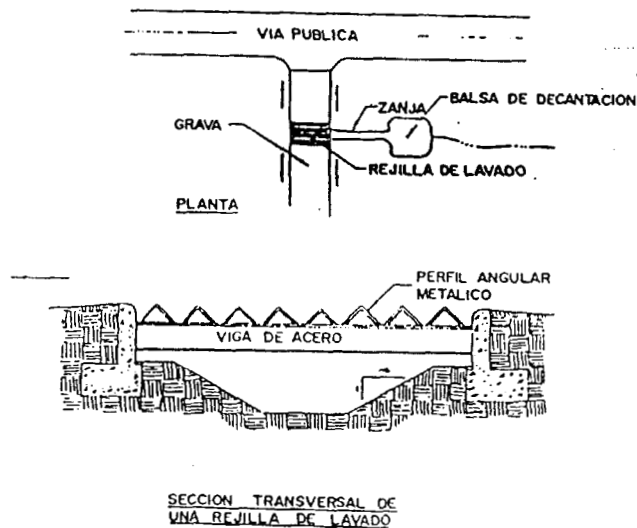 VIA PUBLICA
BALSA DE DECANTACION
ZANJA
GRAVA
REJILLA DE LAVADO
PLANTA
PERFIL ANGULAR
METALICO
VIGA DE ACERO
SECCION TRANSVERSAL DE
UNA REJILLA DE LAVADO